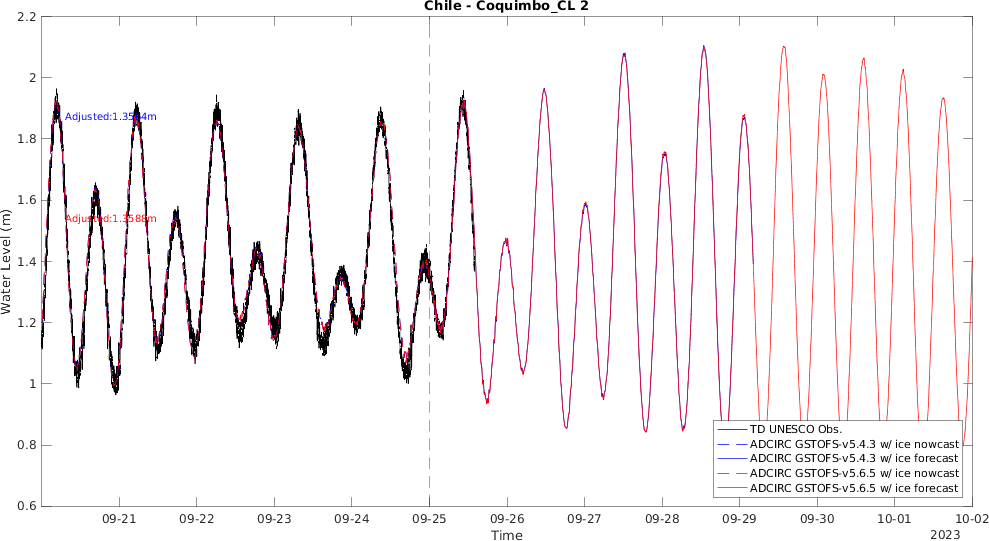 Chile - Coquimbo_CL 2
2.2
2
1.8
1.6
1.4
1.2
1
0.8
0.6
Water Level (m)
Adjusted:1.3588m
TD UNESCO Obs.
ADCIRC GSTOFS-v5.4.3 w/ ice nowcast
ADCIRC GSTOFS-v5.4.3 w/ ice forecast
ADCIRC GSTOFS-v5.6.5 w/ ice nowcast
ADCIRC GSTOFS-v5.6.5 w/ ice forecast
09-21 09-22 09-23 09-24 09-25 09-26 09-27 09-28 09-29 09-30 10-01 10-02
Time
2023